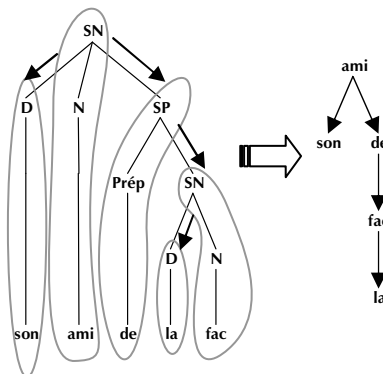 SN
D N SP
Prép SN
D N
son ami de la fac
ami
son de
fac
la